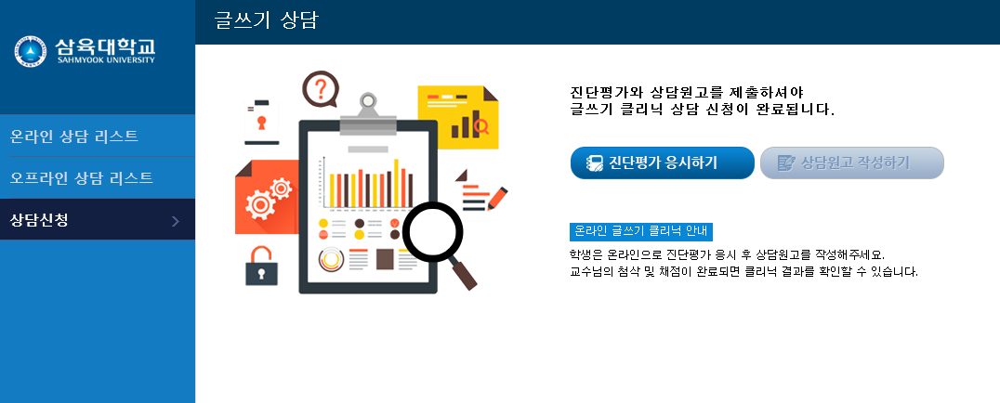 글쓰기 상담
삼육대학교
SAHMYOOK UNIVERSITY
온라인 상담 리스트
오프라인 상담 리스트
상담신청
?
진단평가와 상담원고를 제출하셔야
글쓰기 클리닉 상담 신청이 완료됩니다.
진단평가 응시하기
상담원고 작성하기
온라인 글쓰기 클리닉 안내
학생은 온라인으로 진단평가 응시 후 상담원고를 작성해주세요.
교수님의 첨삭 및 채점이 완료되면 클리닉 결과를 확인할 수 있습니다.